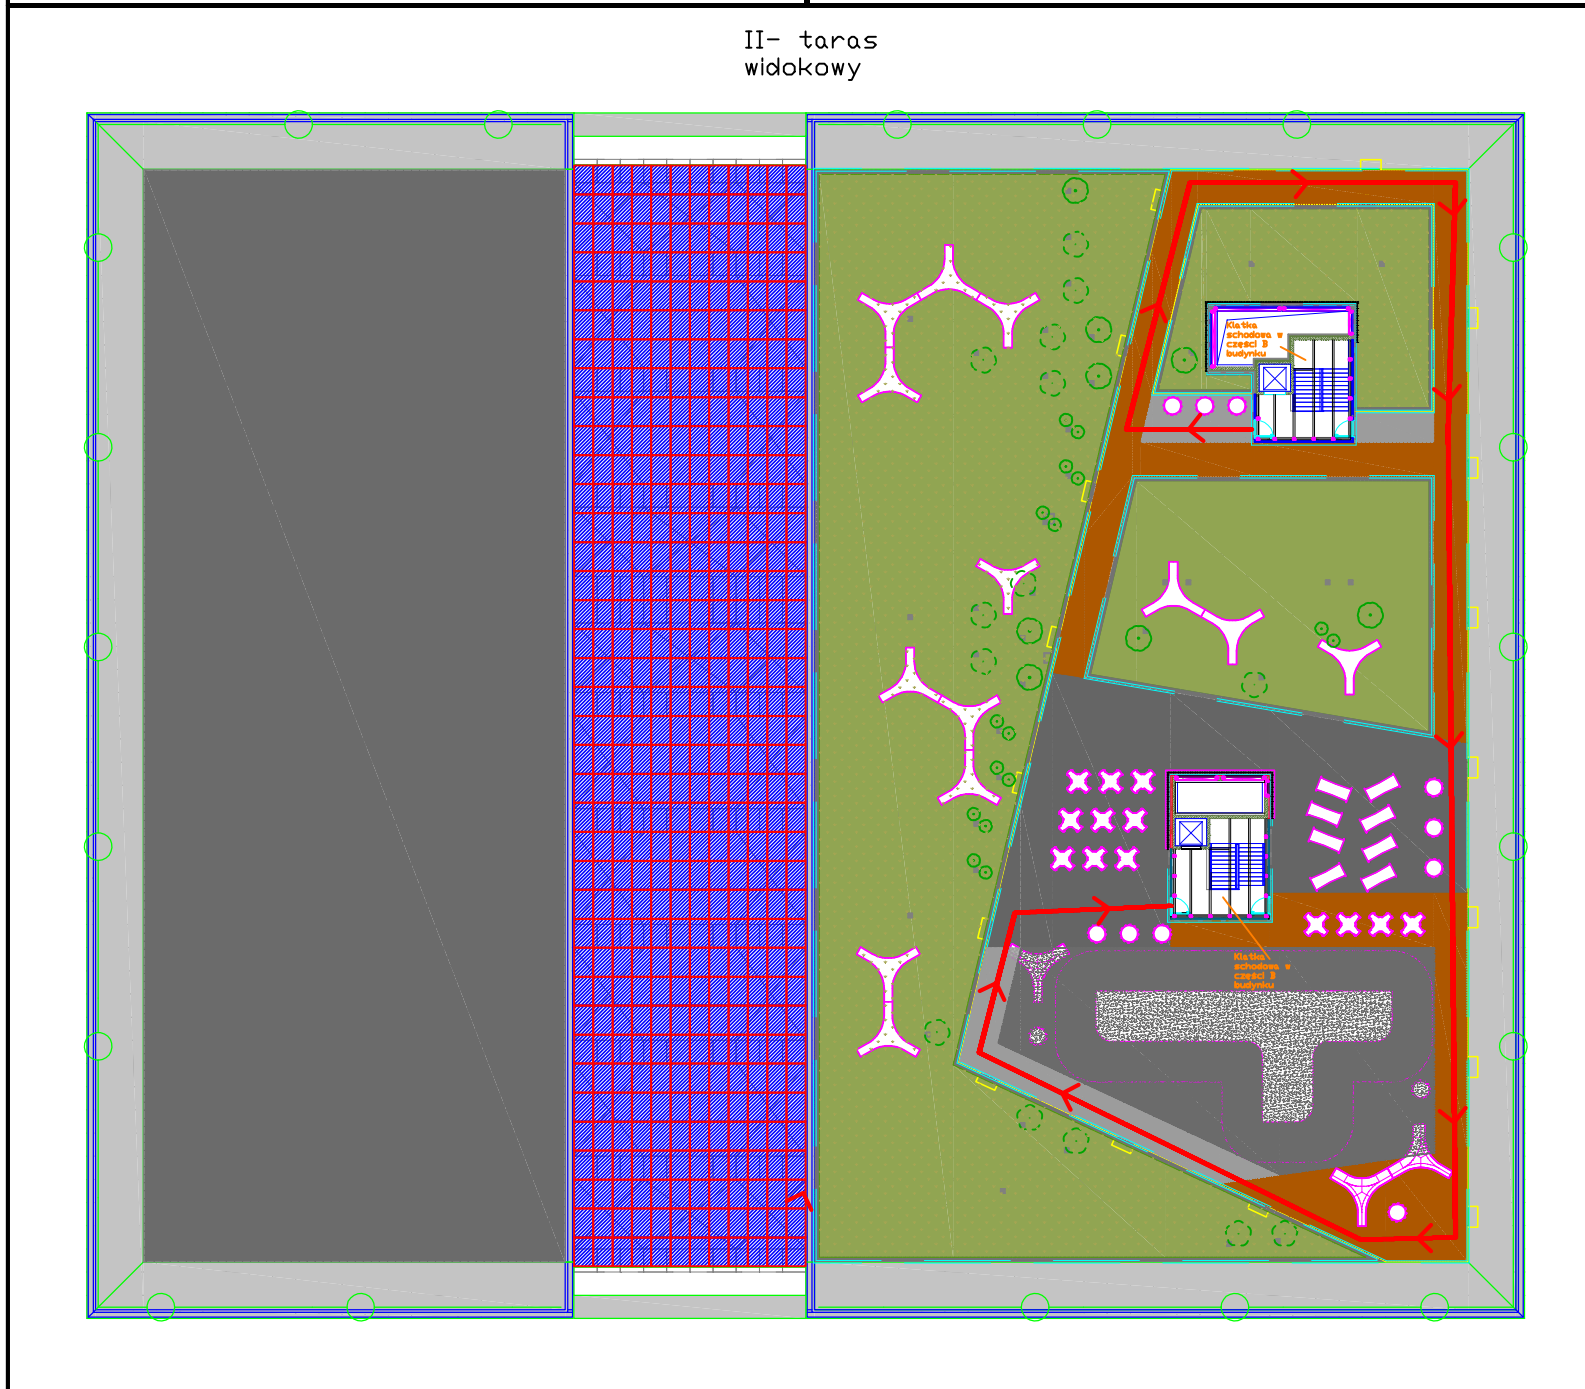 II- taras
widokowy
Klatka
schodowa w
części B
budynku
Klatka
schodowa w
części B
budynku